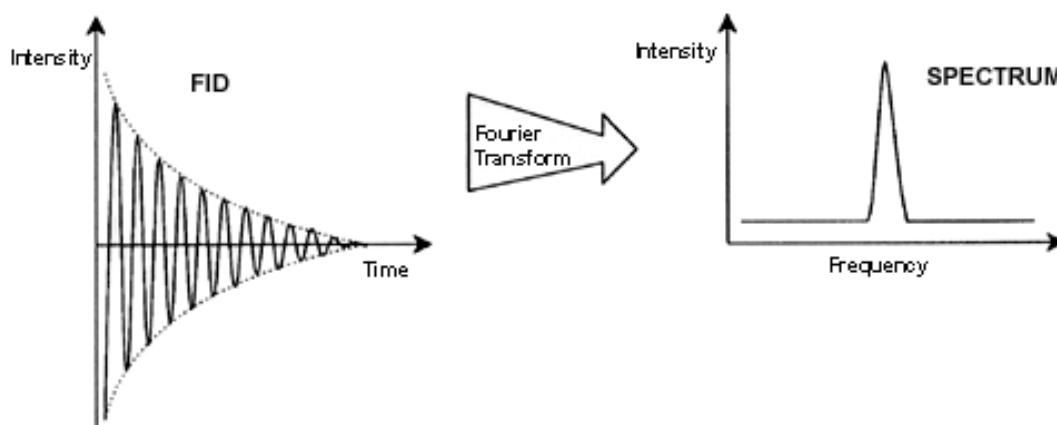 Intensity
FID
Time
Fourier
Transform
Intensity
SPECTRUM
Frequency